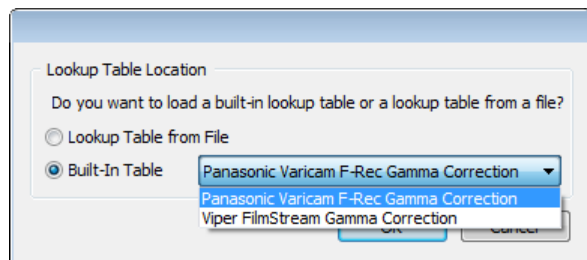 Lookup Table Location
Do you want to load a built-in lookup table or a lookup table from a file?
Lookup Table from File
Built-In Table Panasonic Varicam F-Rec Gamma Correction
Panasonic Varicam F-Rec Gamma Correction
Viper FilmStream Gamma Correction
OK Cancel